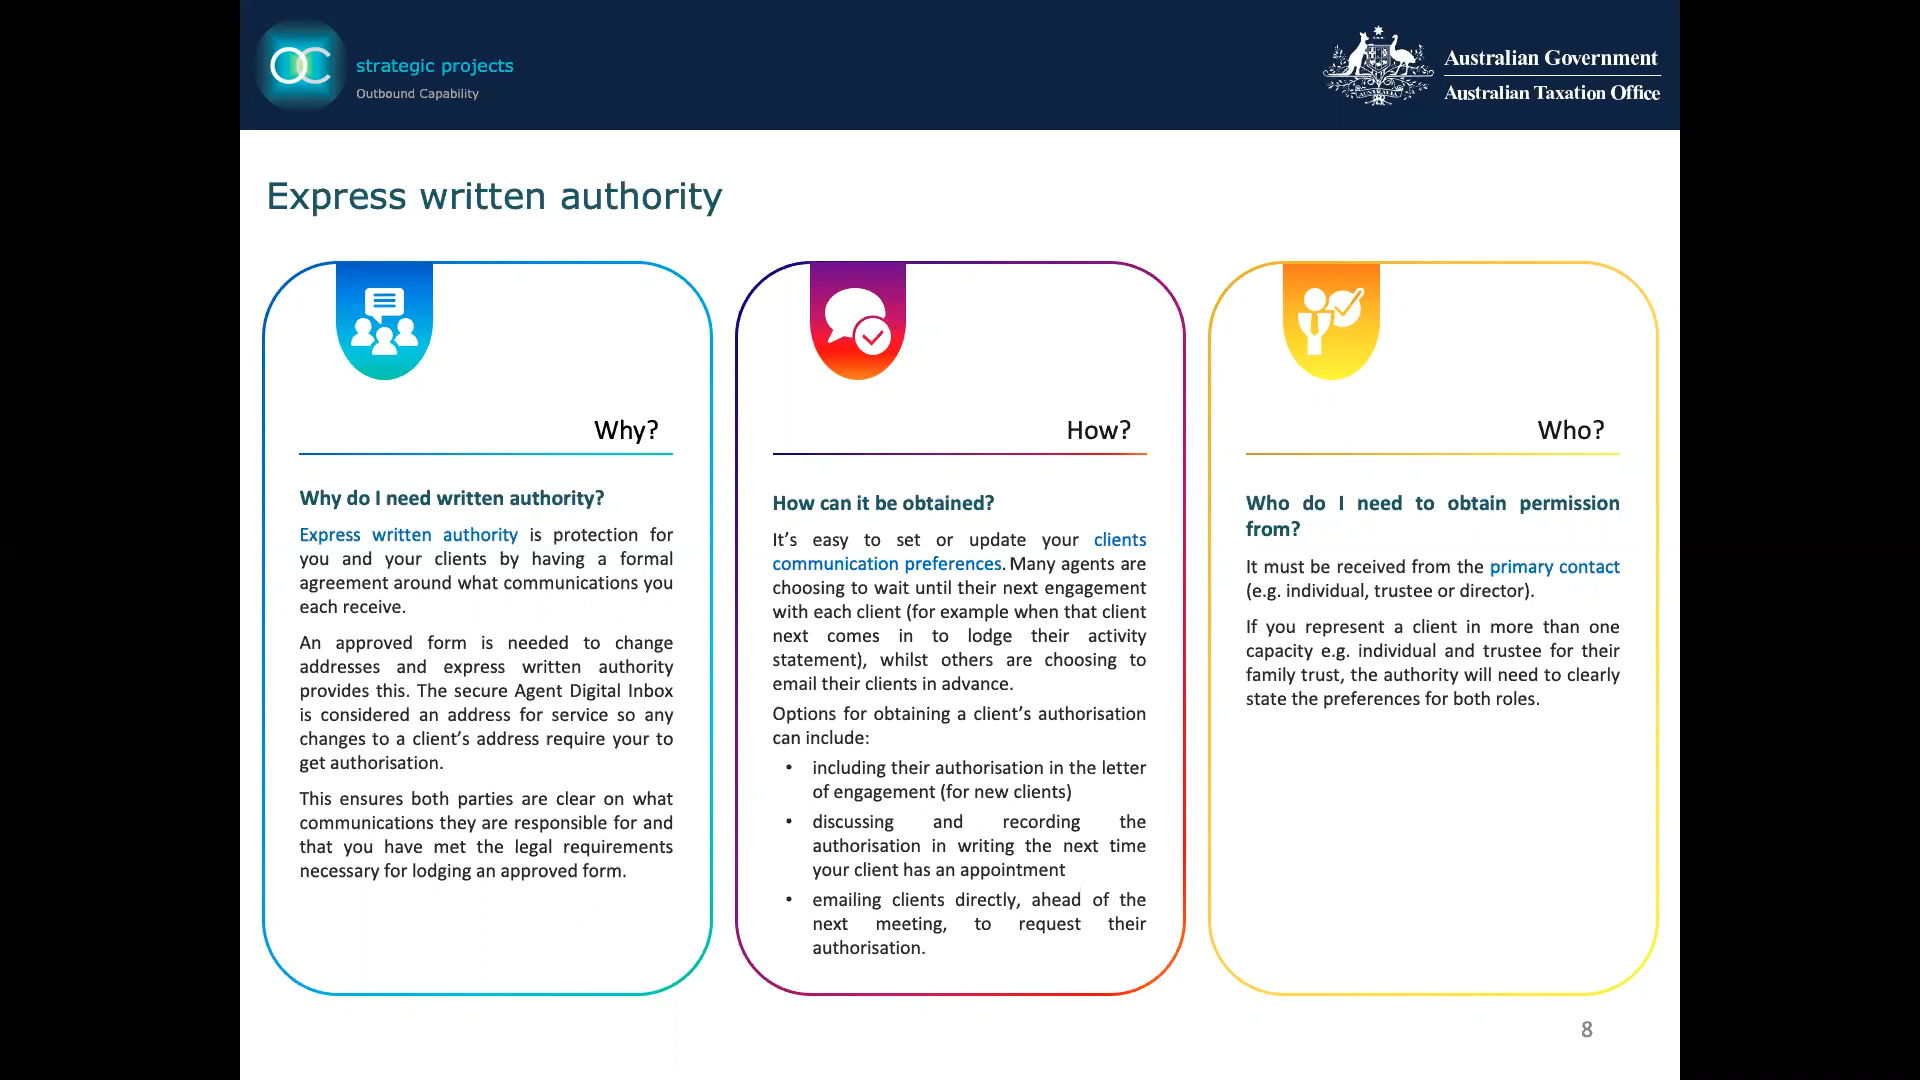 OC
strategic projects
Outbound Capability
Australian Government
Australian Taxation Office
Express written authority
Why?
Why do I need written authority?
Express written authority is protection for
you and your clients by having a formal
agreement around what communications you
each receive.
An approved form is needed to change
addresses and express written authority
provides this. The secure Agent Digital Inbox
is considered an address for service so any
changes to a client's address require your to
get authorisation.
This ensures both parties are clear on what
communications they are responsible for and
that you have met the legal requirements
necessary for lodging an approved form.
How?
How can it be obtained?
It's easy to set or update your clients
communication preferences. Many agents are
choosing to wait until their next engagement
with each client (for example when that client
next comes in to lodge their activity
statement), whilst others are choosing to
email their clients in advance.
Options for obtaining a client's authorisation
can include:
• including their authorisation in the letter
of engagement (for new clients)
• discussing and recording the
authorisation in writing the next time
your client has an appointment
• emailing clients directly, ahead of the
next meeting, to request their
authorisation.
Who?
Who do I need to obtain permission
from?
It must be received from the primary contact
(e.g. individual, trustee or director).
If you represent a client in more than one
capacity e.g. individual and trustee for their
family trust, the authority will need to clearly
state the preferences for both roles.
8